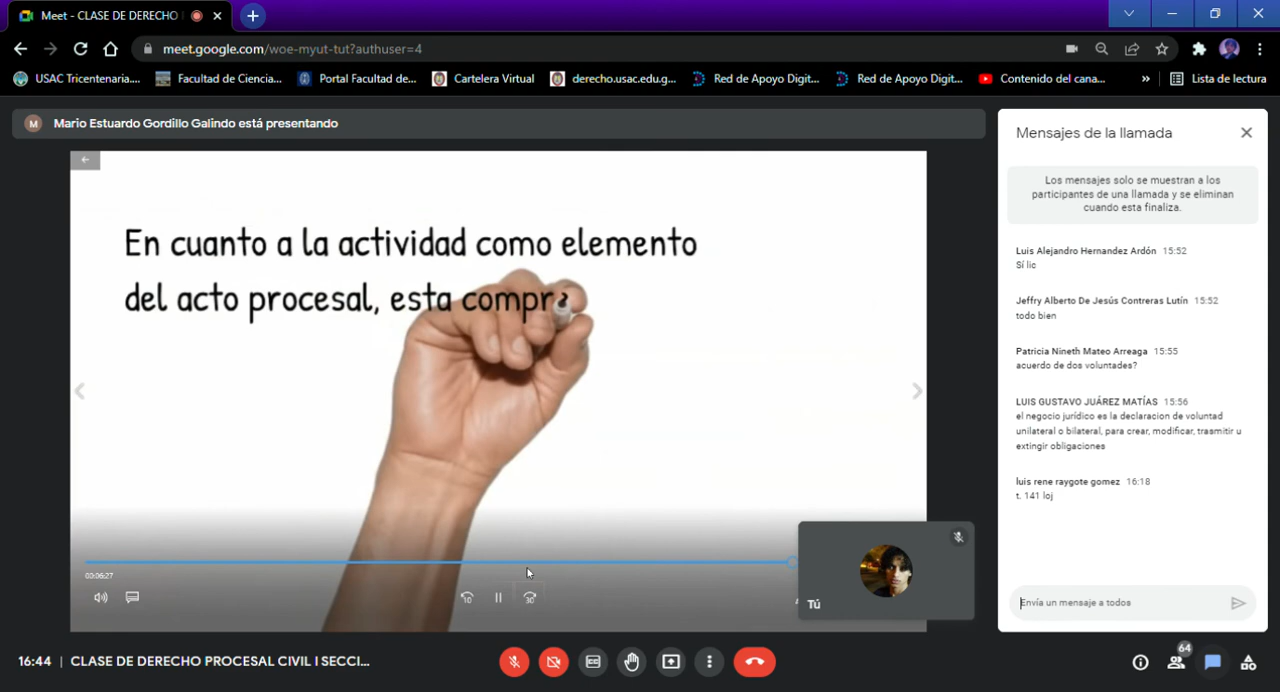 Meet - CLASE DE DERECHO
meet.google.com/woe-myut-tut?authuser=4
USAC Tricentenaria....
Facultad de Ciencia...
Portal Facultad de...
Cartelera Virtual
derecho.usac.edu.g...
Red de Apoyo Digit...
Red de Apoyo Digit...
Contenido del cana...
»
Lista de lectura
M
Mario Estuardo Gordillo Galindo está presentando
En cuanto a la actividad como elemento
del acto procesal, esta compr
00:06:27
10
30
Tú
Mensajes de la llamada
Los mensajes solo se muestran a los
participantes de una llamada y se eliminan
cuando esta finaliza.
Luis Alejandro Hernandez Ardón 15:52
Sí lic
Jeffry Alberto De Jesús Contreras Lutín 15:52
todo bien
Patricia Nineth Mateo Arreaga 15:55
acuerdo de dos voluntades?
LUIS GUSTAVO JUÁREZ MATÍAS 15:56
el negocio jurídico es la declaracion de voluntad
unilateral o bilateral, para crear, modificar, trasmitir u
extingir obligaciones
luis rene raygote gomez 16:18
t. 141 loj
Envía un mensaje a todos
16:44 | CLASE DE DERECHO PROCESAL CIVIL I SECCI...
64